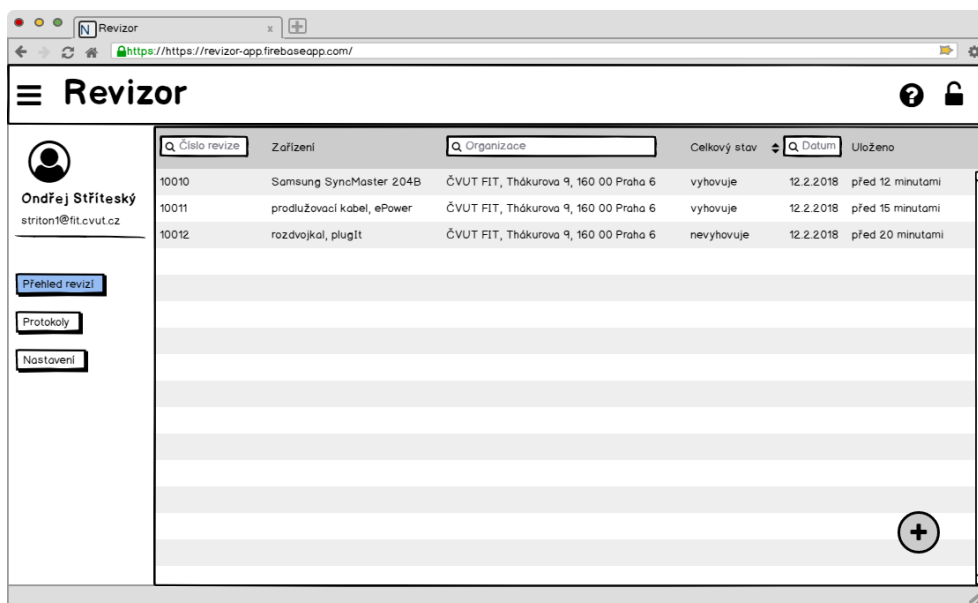 Revizor
https://https://revizor-app.firebaseapp.com/
Revizor
Ondřej Stříteský
striton1@fit.cvut.cz
Přehled revizí
Protokoly
Nastavení
Číslo revize Zařízení Organizace Celkový stav Datum Uloženo
10010 Samsung SyncMaster 204B ČVUT FIT, Thákurova 9, 160 00 Praha 6 vyhovuje 12.2.2018 před 12 minutami
10011 prodlužovací kabel, ePower ČVUT FIT, Thákurova 9, 160 00 Praha 6 vyhovuje 12.2.2018 před 15 minutami
10012 rozdvojkal, plugIt ČVUT FIT, Thákurova 9, 160 00 Praha 6 nevyhovuje 12.2.2018 před 20 minutami